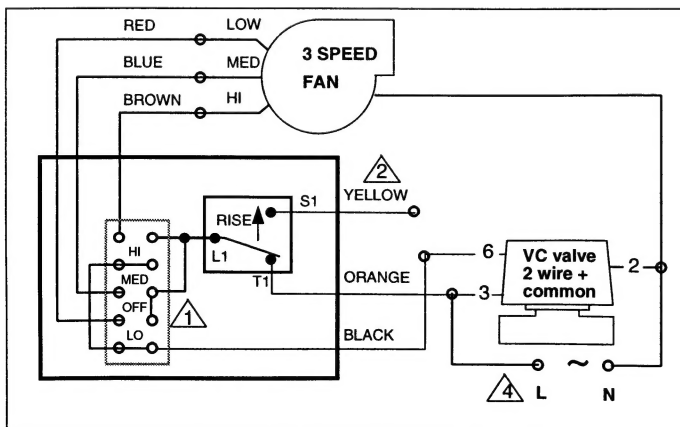 RED LOW
3 SPEED
FAN
BLUE MED
BROWN HI
2
S1 YELLOW
RISE
L1
HI
T1
ORANGE
6
VC valve
2 wire +
common
2
3
MED
OFF
1
LO
BLACK
4 L ~ N